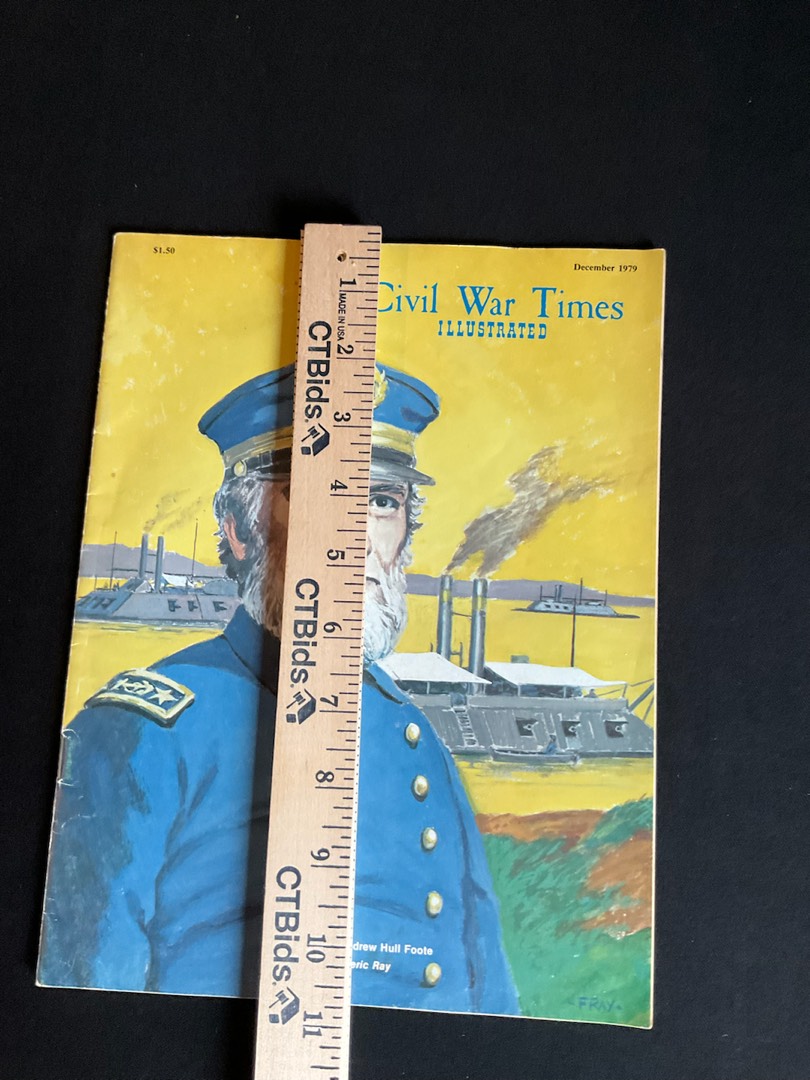 $1.50
December 1979
Civil War Times
ILLUSTRATED
1
MADE IN USA
2
CTBids.
3
4
5
6
CTBids.
7
8
9
CTBids.
10
11
drew Hull Foote
eric Ray
FRAY